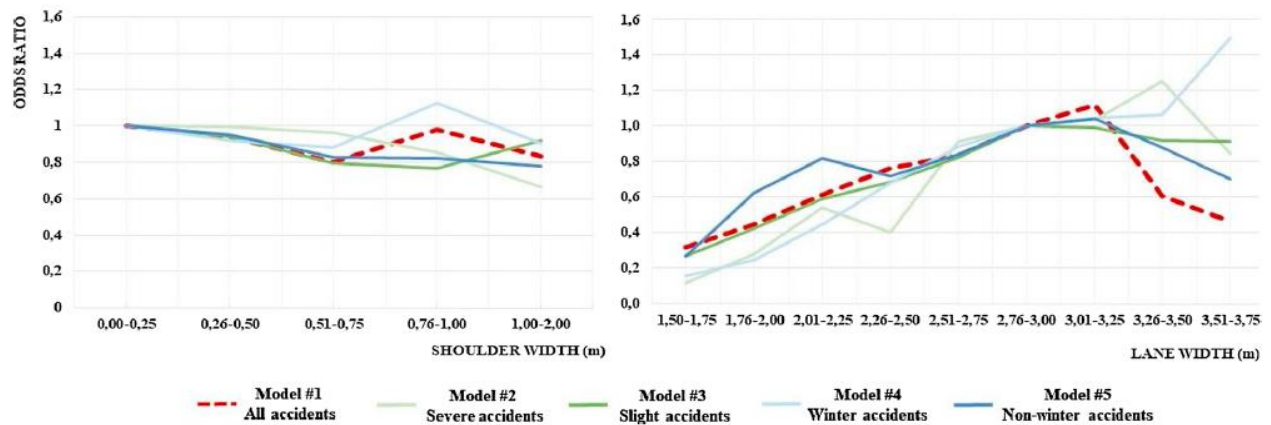 ODDS RATIO
1,6
1,4
1,2
1
0,8
0,6
0,4
0,2
0
0,00-0,25 0,26-0,50 0,51-0,75 0,76-1,00 1,00-2,00
SHOULDER WIDTH (m)
1,6
1,4
1,2
1,0
0,8
0,6
0,4
0,2
0,0
1,50-1,75 1,76-2,00 2,01-2,25 2,26-2,50 2,51-2,75 2,76-3,00 3,01-3,25 3,26-3,50 3,51-3,75
LANE WIDTH (m)
Model #1
All accidents
Model #2
Severe accidents
Model #3
Slight accidents
Model #4
Winter accidents
Model #5
Non-winter accidents